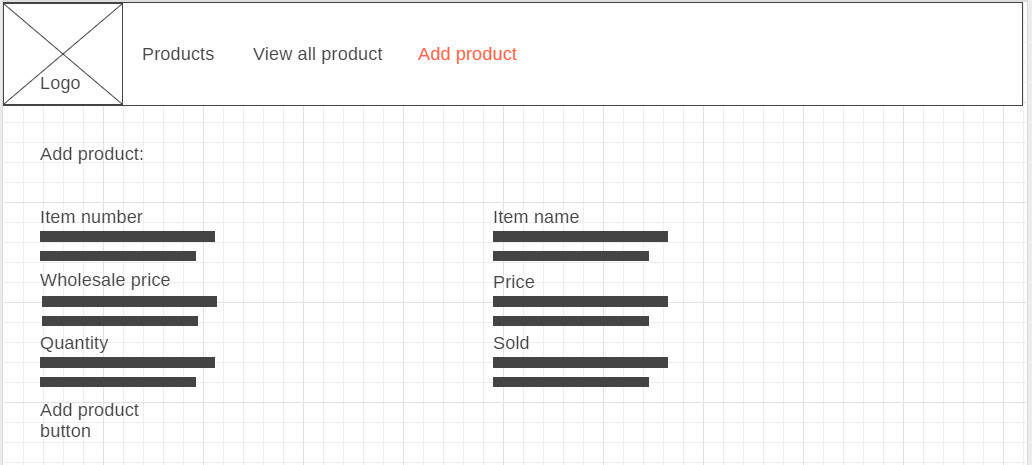 Logo
Products
View all product
Add product
Add product:
Item number
Item name
Wholesale price
Price
Quantity
Sold
Add product
button